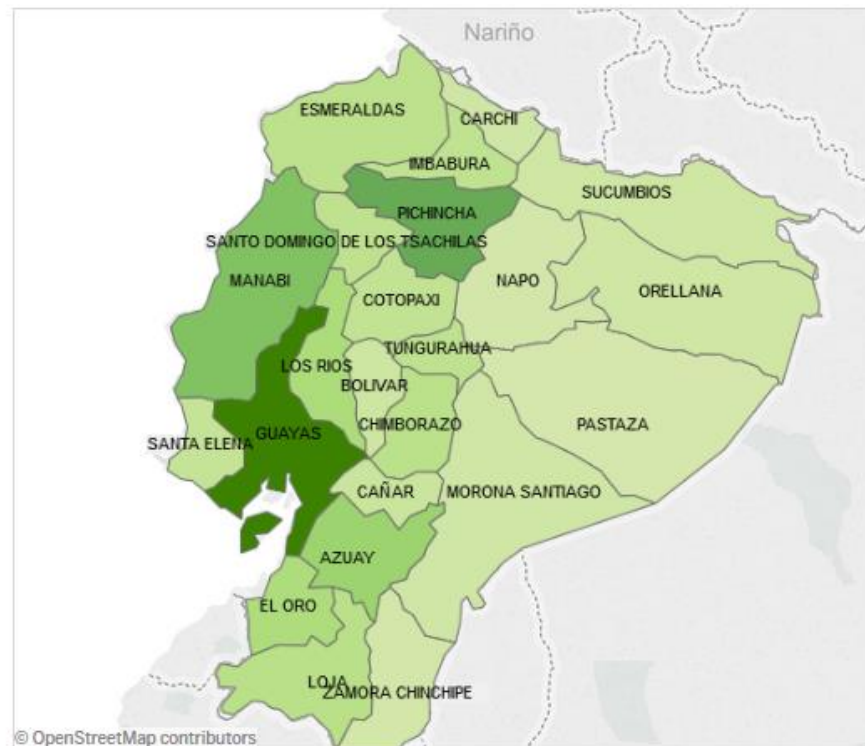 Nariño
ESMERALDAS
CARCHI
IMBABURA
SUCUMBIOS
PICHINCHA
SANTO DOMINGO DE LOS TSACHILAS
MANABI
NAPO
ORELLANA
COTOPAXI
TUNGURAHUA
LOS RIOS
BOLIVAR
CHIMBORAZO
PASTAZA
GUAYAS
SANTA ELENA
CAÑAR
MORONA SANTIAGO
AZUAY
EL ORO
LOJA
ZAMORA CHINCHIPE
© OpenStreetMap contributors